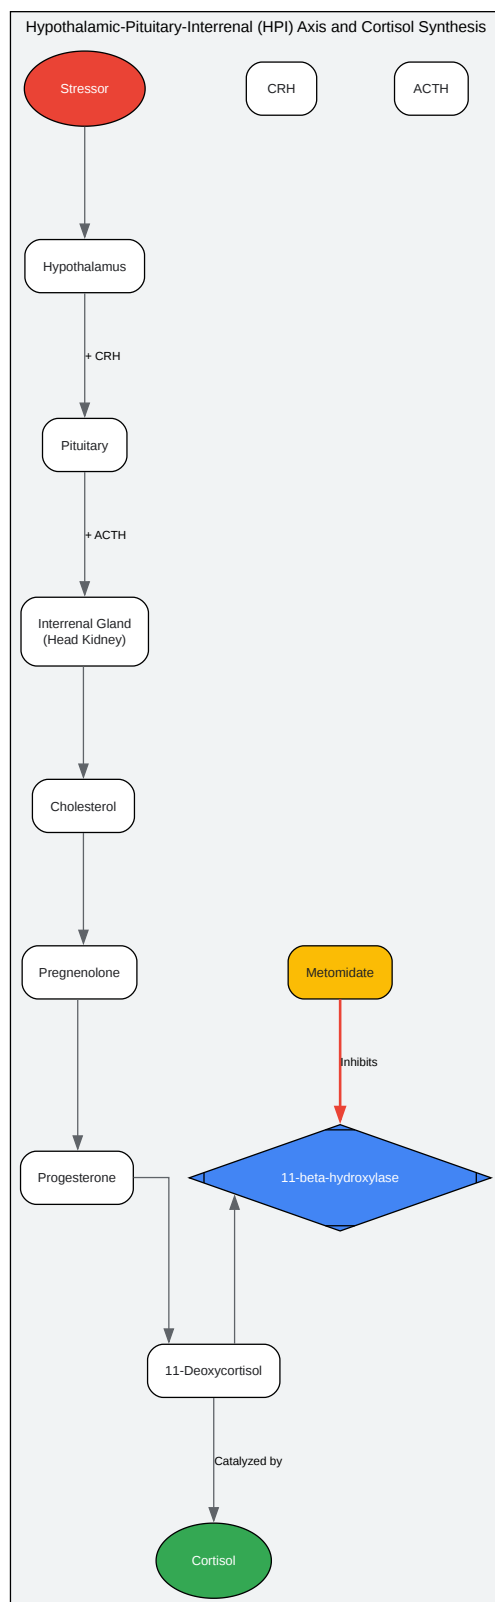 Hypothalamic-Pituitary-Interrenal (HPI) Axis and Cortisol Synthesis
Stressor
CRH
ACTH
Hypothalamus
+ CRH
Pituitary
+ ACTH
Interrenal Gland
(Head Kidney)
Cholesterol
Pregnenolone
Metomidate
Inhibits
Progesterone
11-beta-hydroxylase
11-Deoxycortisol
Catalyzed by
Cortisol